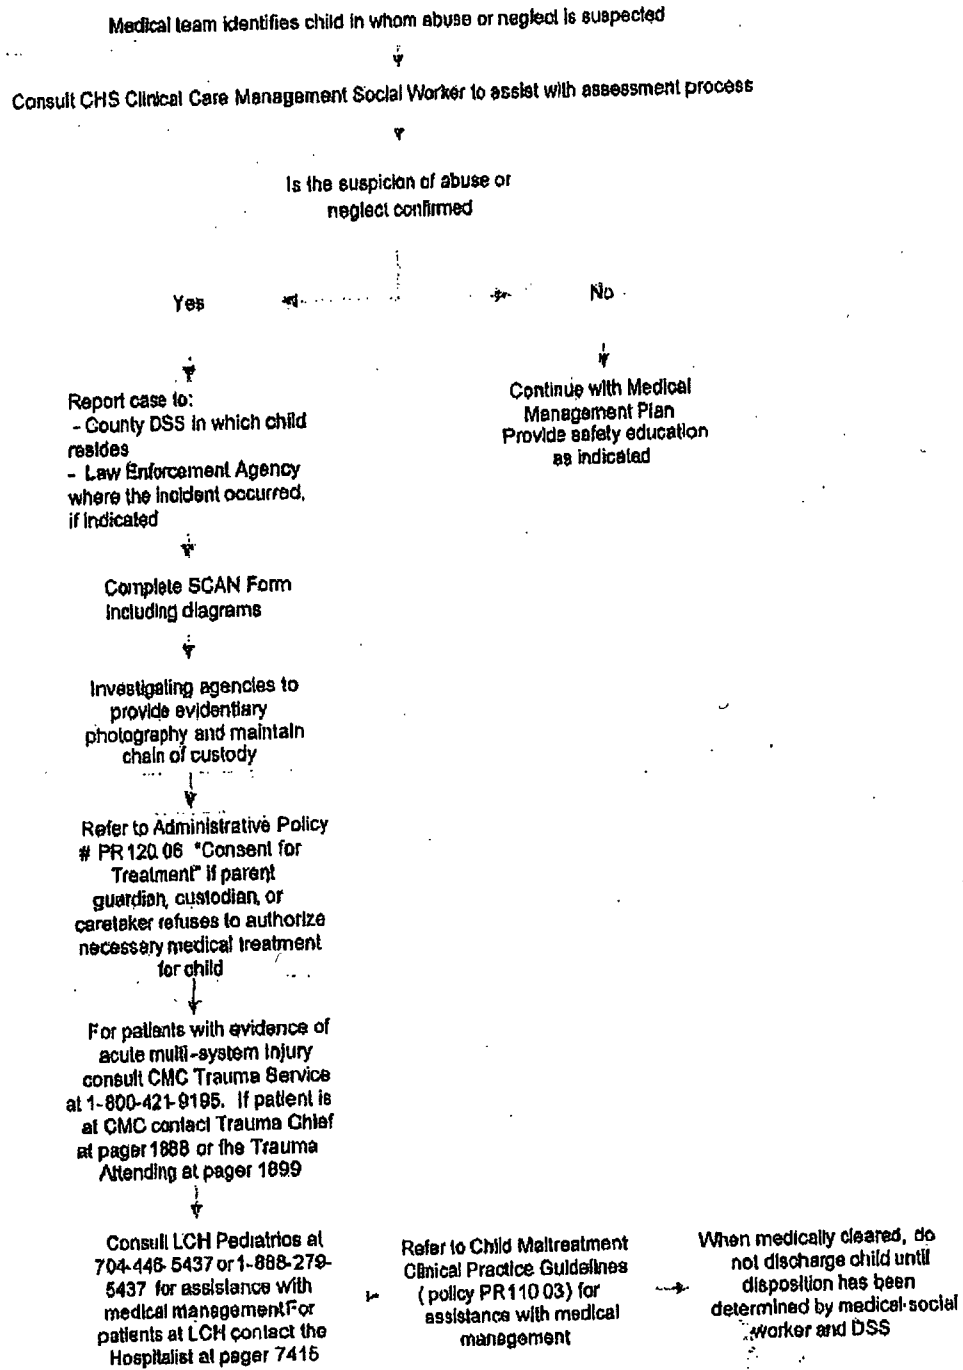 Medical team identifies child in whom abuse or neglect is suspected
Consult CHS Clinical Care Management Social Worker to assist with assessment process
Is the suspicion of abuse or
neglect confirmed
Yes
No
Report case to:
- County DSS in which child
resides
- Law Enforcement Agency
where the incident occurred,
if indicated
Continue with Medical
Management Plan
Provide safety education
as indicated
Complete SCAN Form
including diagrams
Investigating agencies to
provide evidentiary
photography and maintain
chain of custody
Refer to Administrative Policy
# PR 120.06 "Consent for
Treatment" if parent
guardian, custodian, or
caretaker refuses to authorize
necessary medical treatment
for child
For patients with evidence of
acute multi-system injury
consult CMC Trauma Service
at 1-800-421-9195. If patient is
at CMC contact Trauma Chief
at pager 1888 or the Trauma
Attending at pager 1899
Consult LCH Pediatrics at
704-446-5437 or 1-888-279-
5437 for assistance with
medical management For
patients at LCH contact the
Hospitalist at pager 7415
Refer to Child Maltreatment
Clinical Practice Guidelines
(policy PR 110 03) for
assistance with medical
management
When medically cleared, do
not discharge child until
disposition has been
determined by medical social
worker and DSS